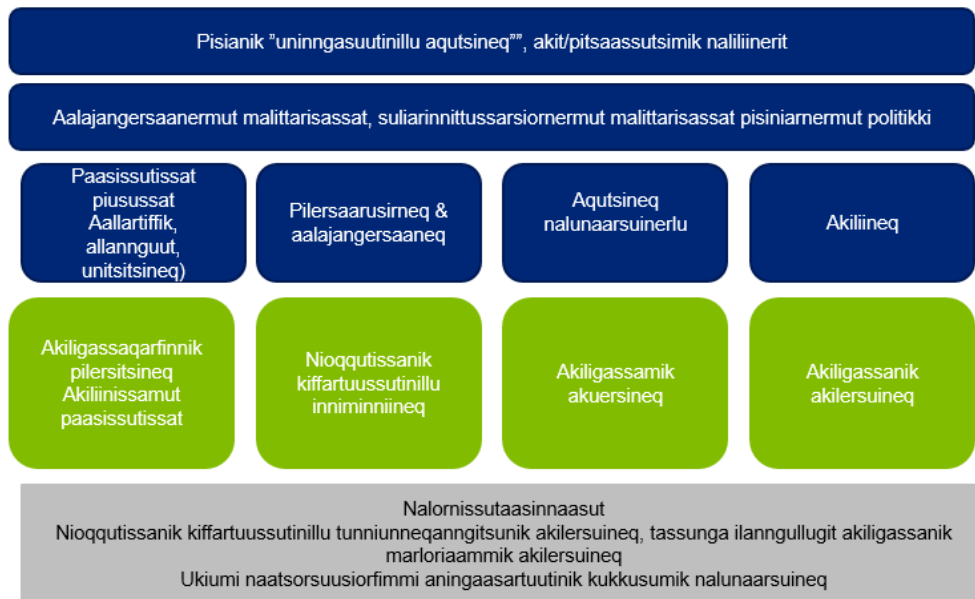 Pisianik ”uninngasuutinillu aqutsineq””, akit/pitsaassutsimik naliliinerit
Aalajangersaanermut malittarisassat, suliarinnittussarsiornermut malittarisassat pisiniarnermut politikki
Paasissutissat
piusussat
Aallartiffik,
allannguut,
unitsitsineq)
Pilersaarusirneq &
aalajangersaaneq
Aqutsineq
nalunaarsuinerlu
Akiliineq
Akiligassaqarfinnik
pilersitsineq
Akiliinissamut
paasissutissat
Nioqqutissanik
kiffartuussutinillu
inniminniineq
Akiligassamik
akuersineq
Akiligassanik
akilersuineq
Nalornissutaasinnaasut
Nioqqutissanik kiffartuussutinillu tunniunneqanngitsunik akilersuineq, tassunga ilanngullugit akiligassanik
marloriaammik akilersuineq
Ukiumi naatsorsuusiorfimmi aningaasartuutinik kukkusumik nalunaarsuineq